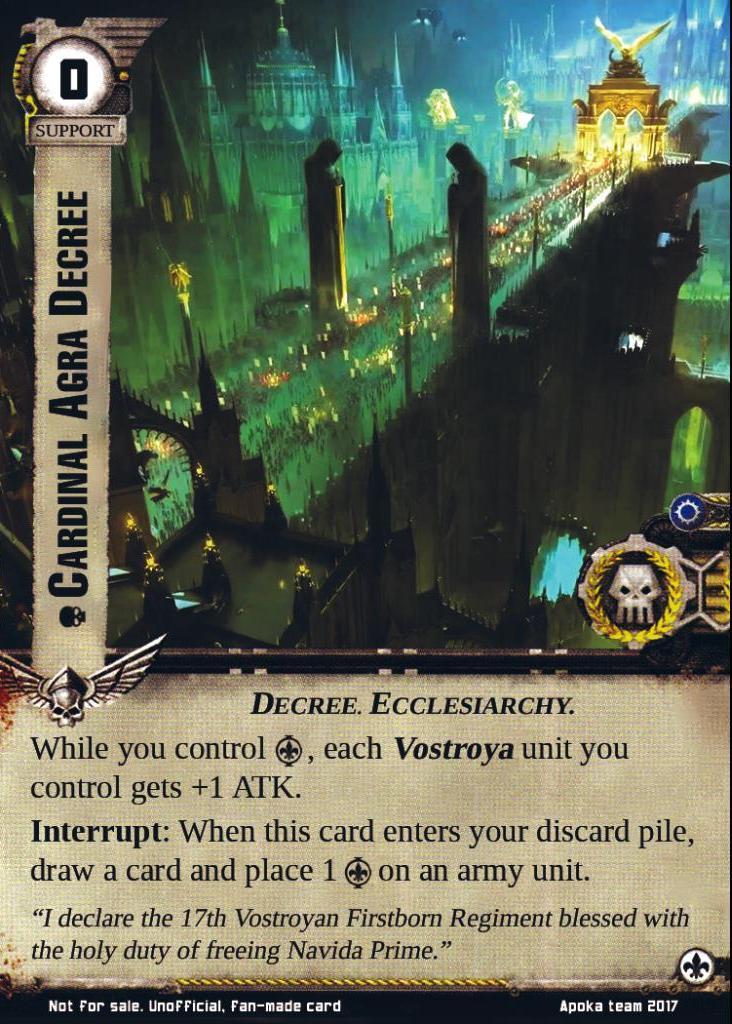 0
SUPPORT
CARDINAL AGRA DECREE
DECREE. ECCLESIARCHY.
While you control , each Vostroya unit you
control gets +1 ATK.
Interrupt: When this card enters your discard pile,
draw a card and place 1 on an army unit.
“I declare the 17th Vostroyan Firstborn Regiment blessed with
the holy duty of freeing Navida Prime.”
Not for sale. Unofficial, Fan-made card
Apoka team 2017